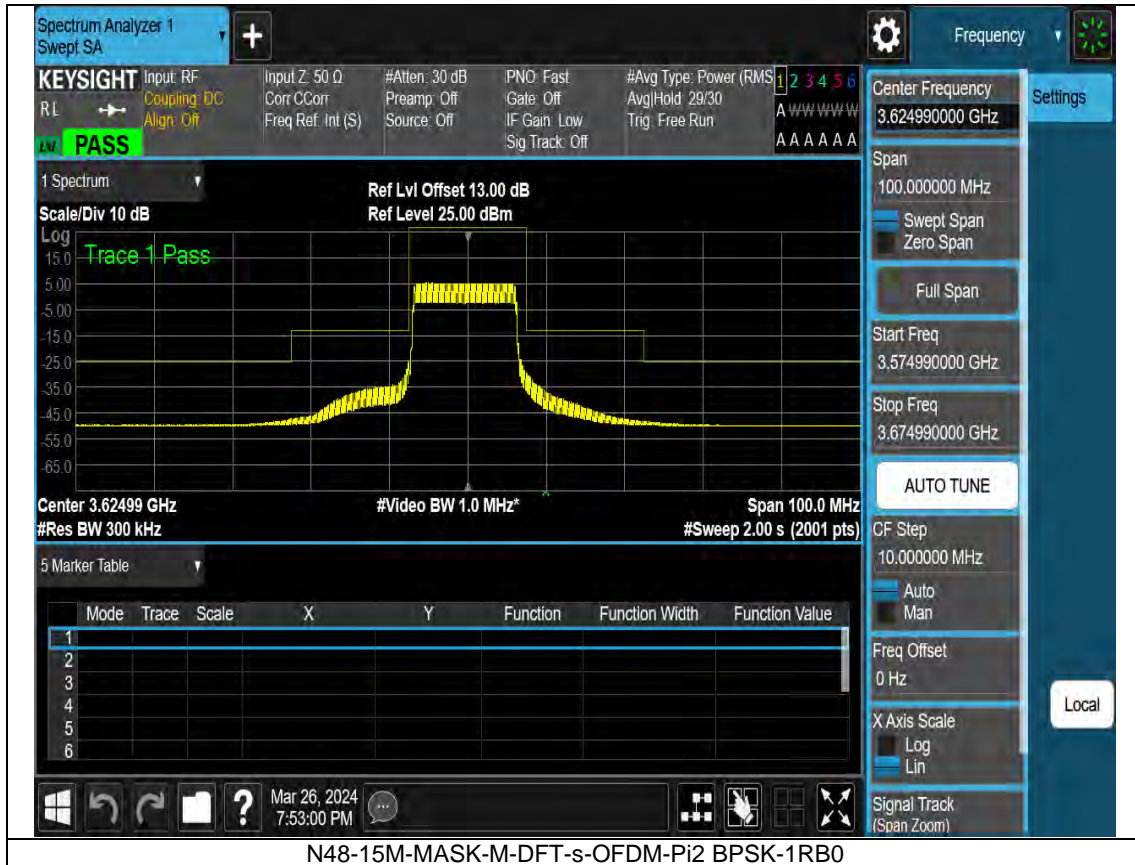 Spectrum Analyzer 1
Swept SA
+
Frequency
KEYSIGHT
RL
PASS
Input: RF
Coupling: DC
Align: Off
Input Z: 50 Ω
Corr CCorr
Freq Ref: Int (S)
#Atten: 30 dB
Preamp: Off
Source: Off
PNO: Fast
Gate: Off
IF Gain: Low
Sig Track: Off
#Avg Type: Power (RMS
Avg|Hold: 29/30
Trig: Free Run
1 2 3 4 5 6
A W W W W W
A A A A A A
1 Spectrum
Scale/Div 10 dB
Ref Lvl Offset 13.00 dB
Ref Level 25.00 dBm
Log
Trace 1 Pass
15.0
5.00
-5.00
-15.0
-25.0
-35.0
-45.0
-55.0
-65.0
Center 3.62499 GHz
#Video BW 1.0 MHz*
Span 100.0 MHz
#Res BW 300 kHz
#Sweep 2.00 s (2001 pts)
5 Marker Table
Mode Trace Scale X Y Function Function Width Function Value
1
2
3
4
5
6
Mar 26, 2024
7:53:00 PM
?
Center Frequency
3.624990000 GHz
Settings
Span
100.000000 MHz
Swept Span
Zero Span
Full Span
Start Freq
3.574990000 GHz
Stop Freq
3.674990000 GHz
AUTO TUNE
CF Step
10.000000 MHz
Auto
Man
Freq Offset
0 Hz
Local
X Axis Scale
Log
Lin
Signal Track
(Span Zoom)
N48-15M-MASK-M-DFT-s-OFDM-Pi2 BPSK-1RB0